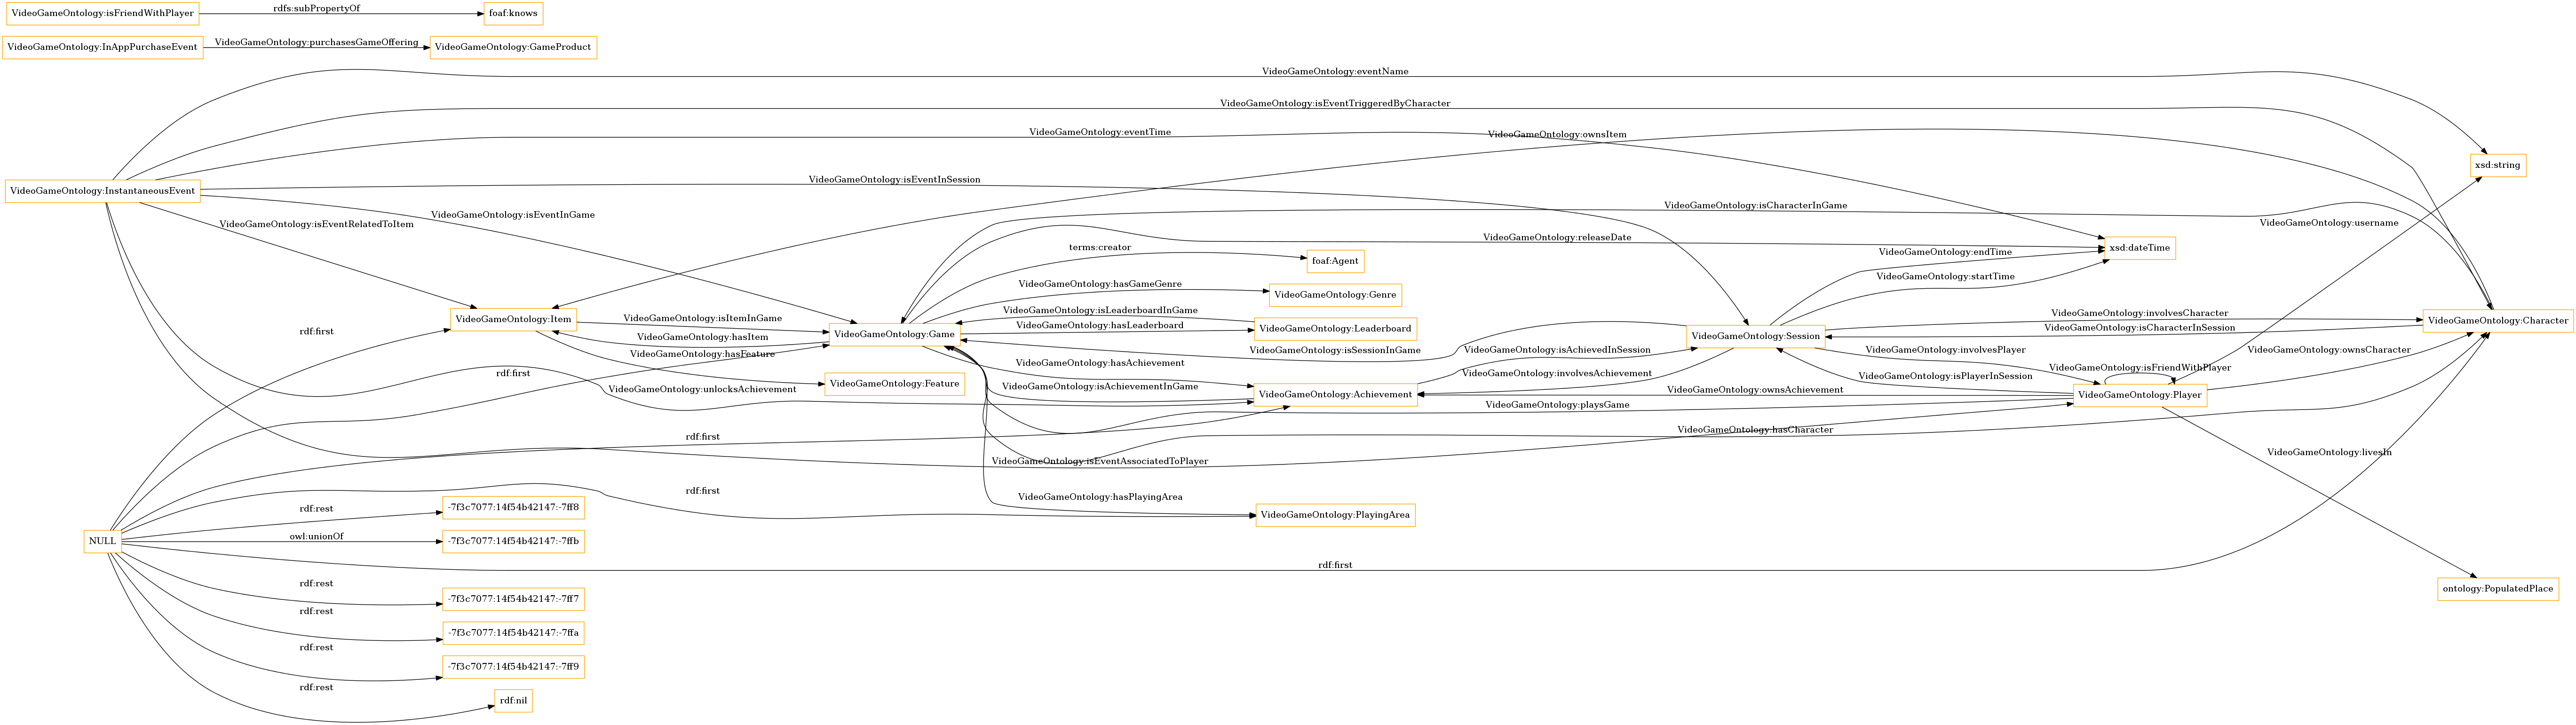 VideoGameOntology:isFriendWithPlayer
rdfs:subPropertyOf
foaf:knows
VideoGameOntology:InAppPurchaseEvent
VideoGameOntology:purchasesGameOffering
VideoGameOntology:GameProduct
VideoGameOntology:eventName
VideoGameOntology:isEventTriggeredByCharacter
VideoGameOntology:eventTime
VideoGameOntology:ownsItem
xsd:string
VideoGameOntology:isEventInSession
VideoGameOntology:InstantaneousEvent
VideoGameOntology:isCharacterInGame
VideoGameOntology:isEventInGame
VideoGameOntology:isEventRelatedToItem
VideoGameOntology:username
VideoGameOntology:releaseDate
terms:creator
xsd:dateTime
VideoGameOntology:endTime
foaf:Agent
VideoGameOntology:startTime
VideoGameOntology:hasGameGenre
VideoGameOntology:Genre
VideoGameOntology:isLeaderboardInGame
VideoGameOntology:involvesCharacter
VideoGameOntology:Item
VideoGameOntology:isItemInGame
VideoGameOntology:Character
rdf:first
VideoGameOntology:hasLeaderboard
VideoGameOntology:Leaderboard
VideoGameOntology:isCharacterInSession
VideoGameOntology:Game
VideoGameOntology:hasItem
VideoGameOntology:Session
VideoGameOntology:hasFeature
VideoGameOntology:isSessionInGame
VideoGameOntology:isAchievedInSession
VideoGameOntology:involvesPlayer
VideoGameOntology:ownsCharacter
VideoGameOntology:hasAchievement
VideoGameOntology:isFriendWithPlayer
rdf:first
VideoGameOntology:involvesAchievement
VideoGameOntology:isPlayerInSession
VideoGameOntology:Feature
VideoGameOntology:unlocksAchievement
VideoGameOntology:isAchievementInGame
VideoGameOntology:ownsAchievement
VideoGameOntology:Achievement
VideoGameOntology:Player
VideoGameOntology:playsGame
VideoGameOntology:hasCharacter
rdf:first
VideoGameOntology:livesIn
VideoGameOntology:isEventAssociatedToPlayer
rdf:first
VideoGameOntology:hasPlayingArea
rdf:rest
-7f3c7077:14f54b42147:-7ff8
VideoGameOntology:PlayingArea
NULL
owl:unionOf
-7f3c7077:14f54b42147:-7ffb
rdf:first
rdf:rest
-7f3c7077:14f54b42147:-7ff7
ontology:PopulatedPlace
rdf:rest
-7f3c7077:14f54b42147:-7ffa
rdf:rest
-7f3c7077:14f54b42147:-7ff9
rdf:rest
rdf:nil